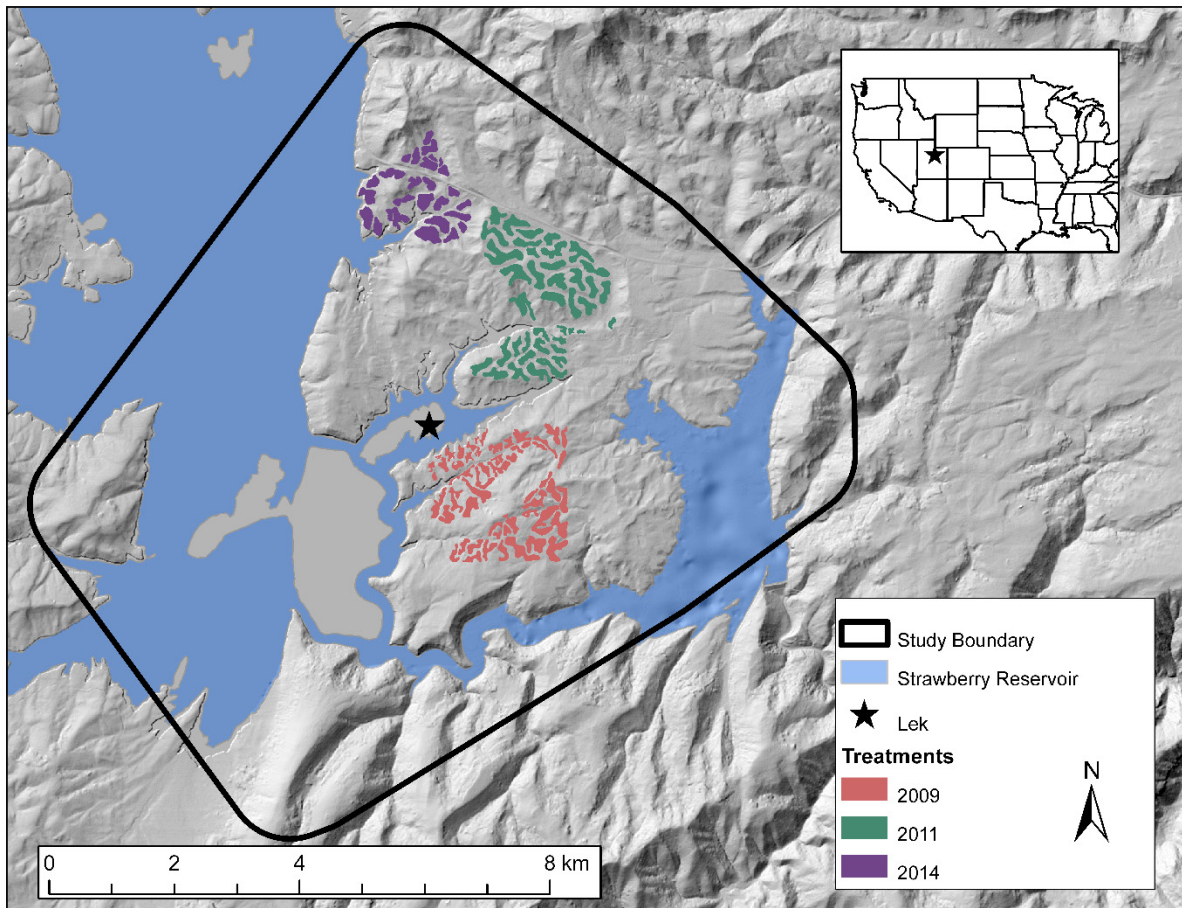 Study Boundary
Strawberry Reservoir
Lek
Treatments
2009
2011
2014
N
0 2 4 8 km